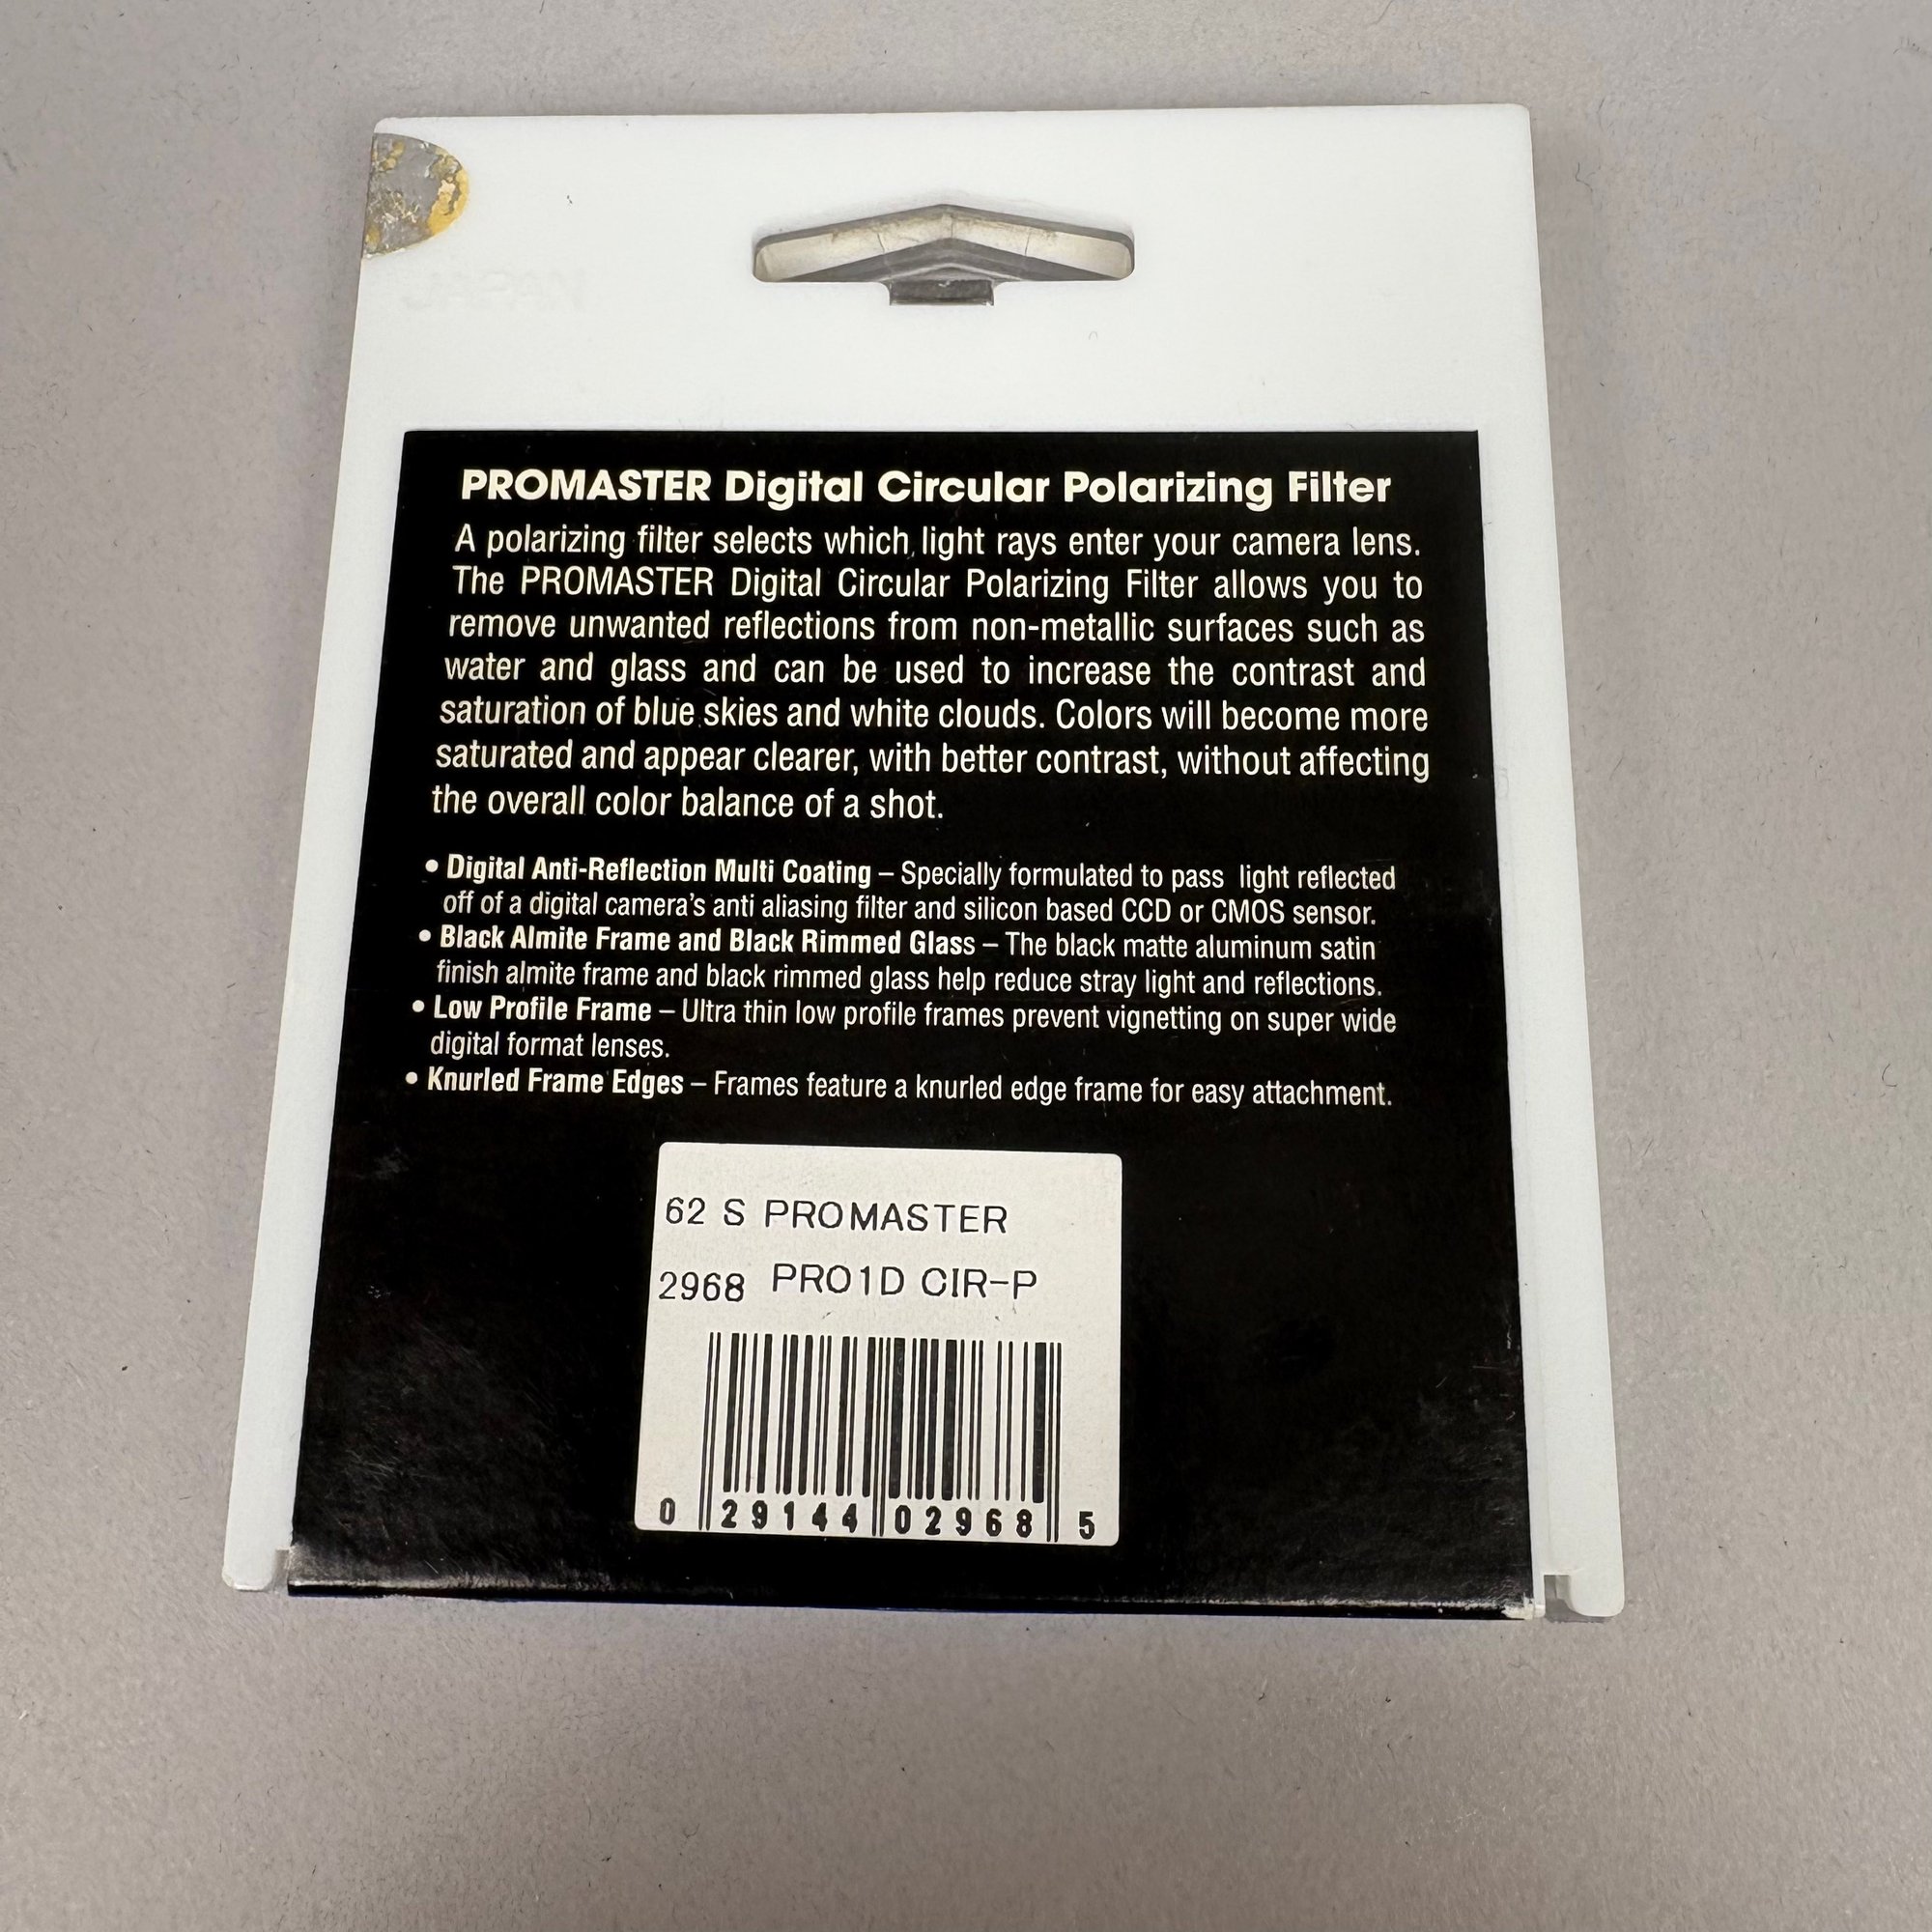 PROMASTER Digital Circular Polarizing Filter
A polarizing filter selects which light rays enter your camera lens.
The PROMASTER Digital Circular Polarizing Filter allows you to
remove unwanted reflections from non-metallic surfaces such as
water and glass and can be used to increase the contrast and
saturation of blue skies and white clouds. Colors will become more
saturated and appear clearer, with better contrast, without affecting
the overall color balance of a shot.
• Digital Anti-Reflection Multi Coating – Specially formulated to pass light reflected
off of a digital camera's anti aliasing filter and silicon based CCD or CMOS sensor.
• Black Almite Frame and Black Rimmed Glass – The black matte aluminum satin
finish almite frame and black rimmed glass help reduce stray light and reflections.
• Low Profile Frame – Ultra thin low profile frames prevent vignetting on super wide
digital format lenses.
• Knurled Frame Edges – Frames feature a knurled edge frame for easy attachment.
62 S PROMASTER
2968 PRO1D CIR-P
0 29144 02968 5